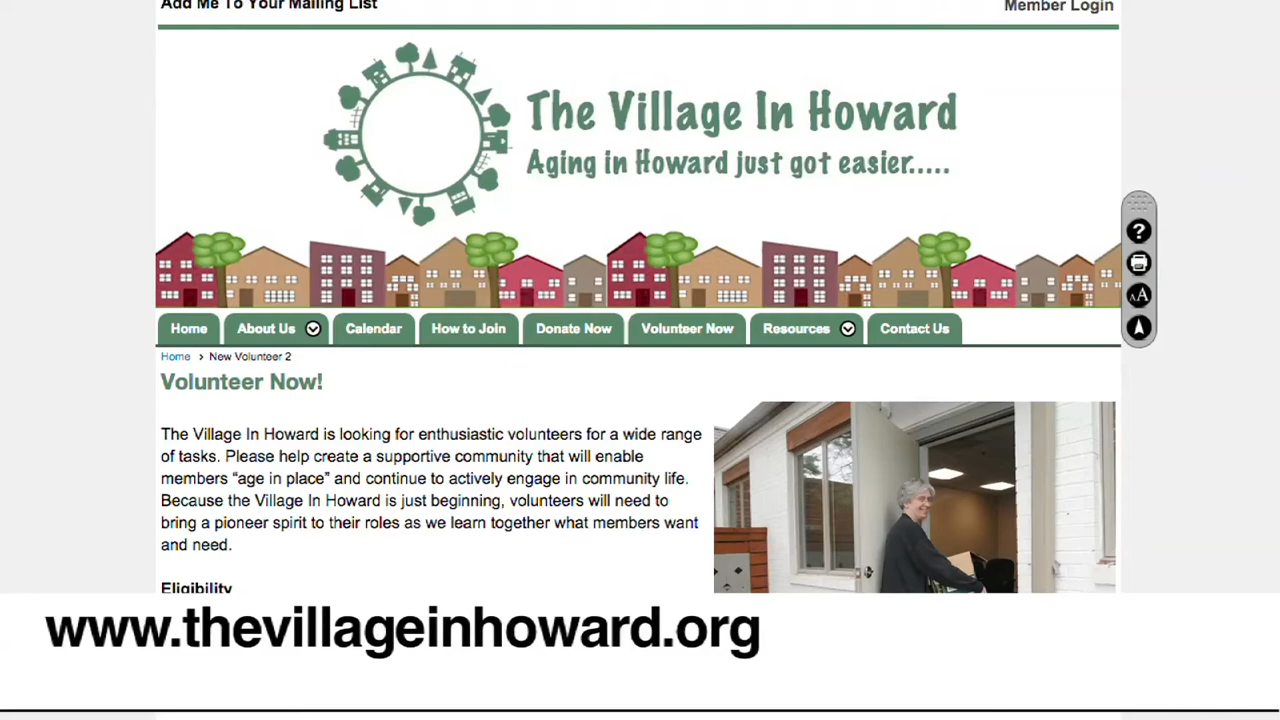 Add Me To Your Mailing List
Member Login
The Village In Howard
Aging in Howard just got easier.....
Home
About Us
Calendar
How to Join
Donate Now
Volunteer Now
Resources
Contact Us
?
AA
Home > New Volunteer 2
Volunteer Now!
The Village In Howard is looking for enthusiastic volunteers for a wide range
of tasks. Please help create a supportive community that will enable
members “age in place” and continue to actively engage in community life.
Because the Village In Howard is just beginning, volunteers will need to
bring a pioneer spirit to their roles as we learn together what members want
and need.
Eligibility
www.thevillageinhoward.org